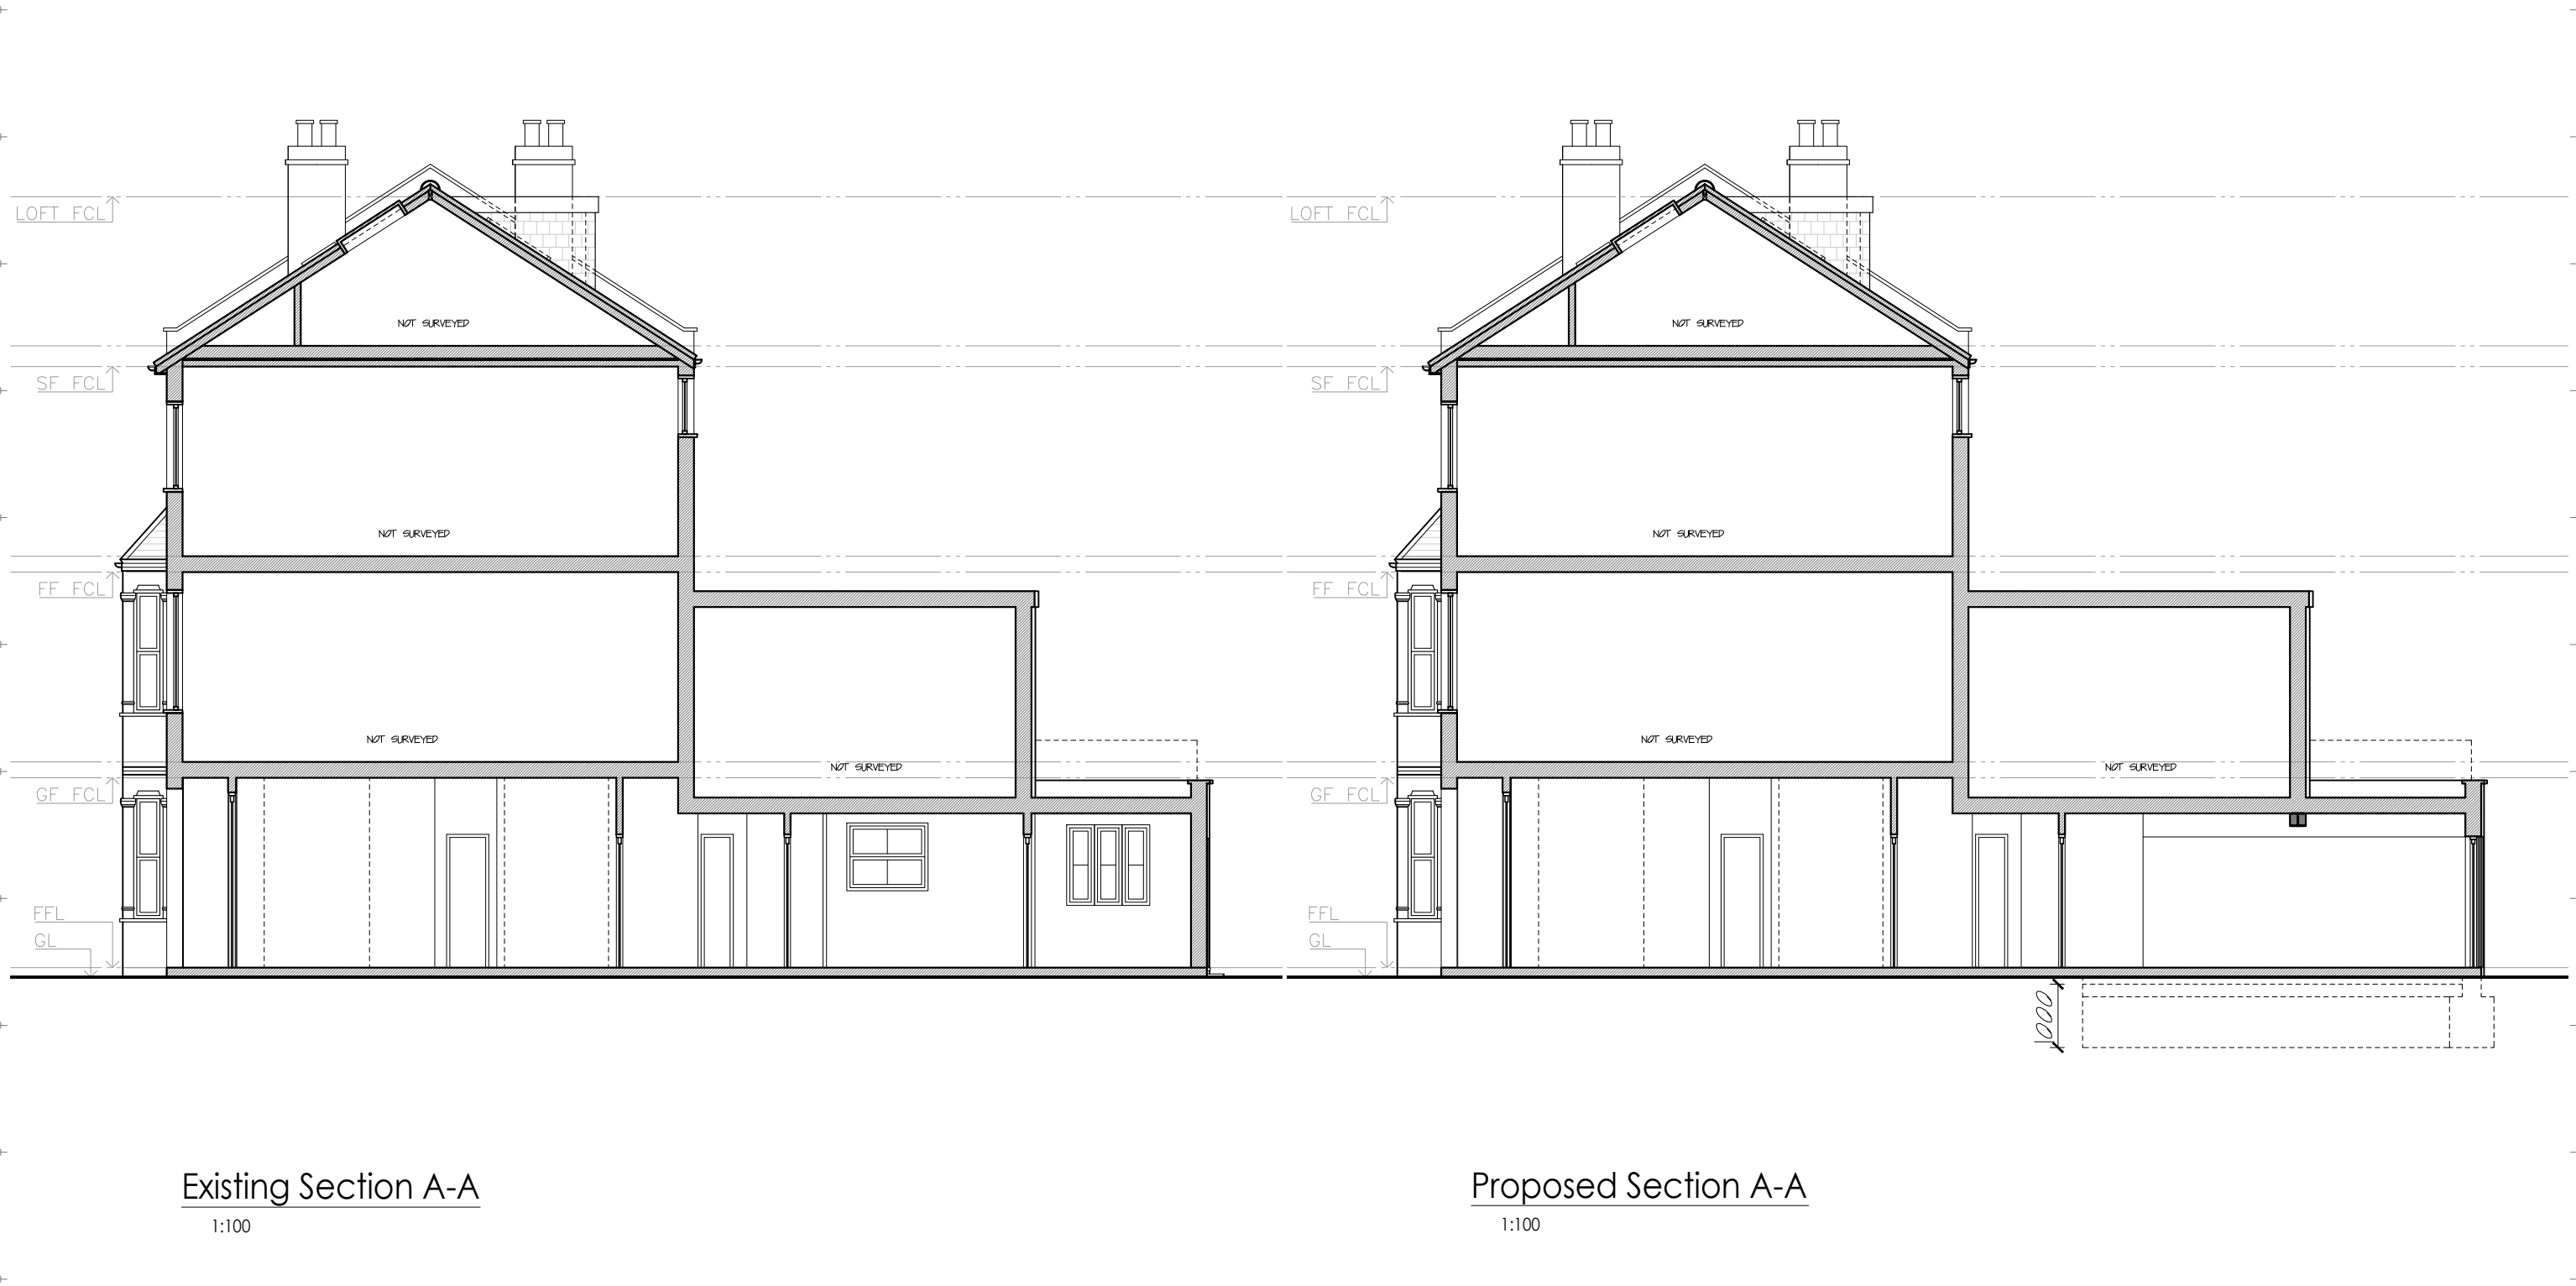 LOFT FCL
NOT SURVEYED
SF FCL
NOT SURVEYED
FF FCL
NOT SURVEYED
NOT SURVEYED
GF FCL
FFL
GL
Existing Section A-A
1:100
LOFT FCL
NOT SURVEYED
SF FCL
NOT SURVEYED
FF FCL
NOT SURVEYED
NOT SURVEYED
GF FCL
FFL
GL
1000
Proposed Section A-A
1:100